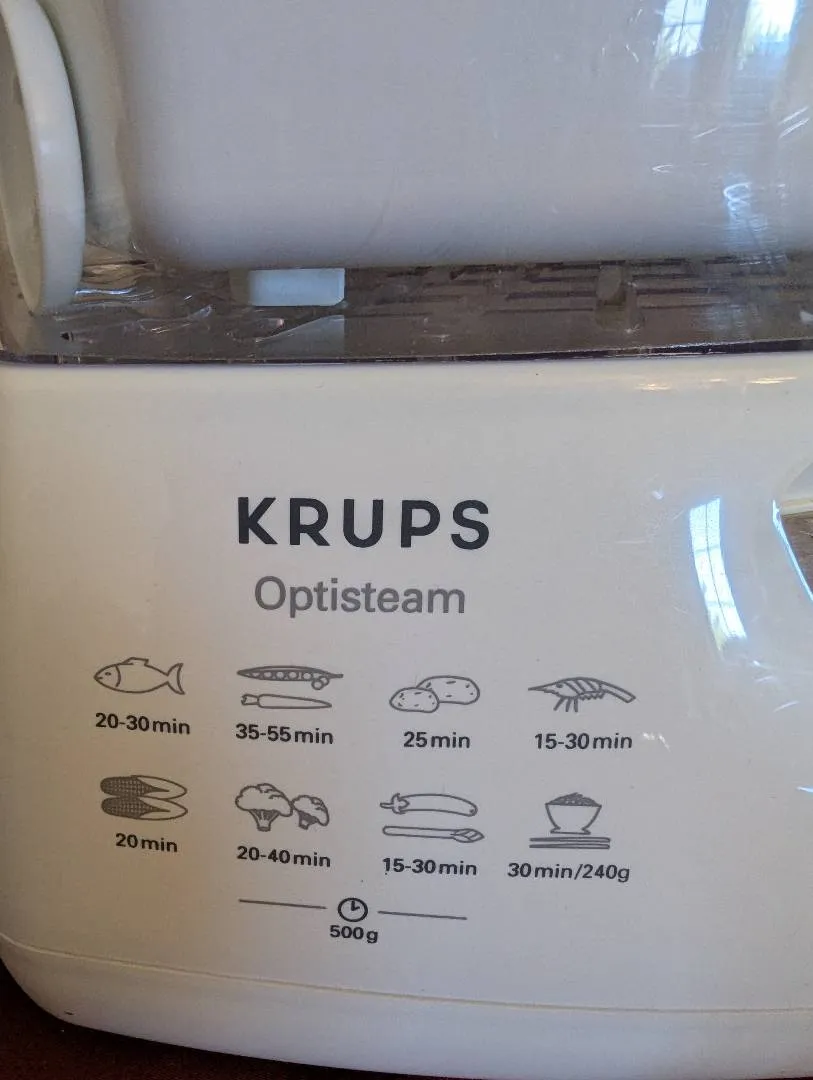 KRUPS
Optisteam
20-30min
35-55min
25min
15-30min
20min
20-40min
15-30min
30min/240g
500g